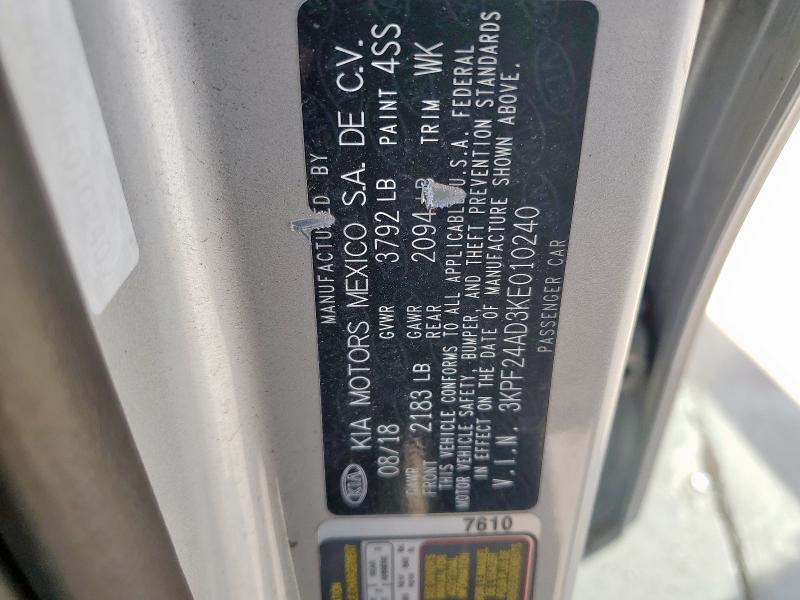 MANUFACTURED BY
KIA KIA MOTORS MEXICO S.A. DE C.V.
08/18 GVWR 3792 LB PAINT 4SS
GAWR FRONT 2183 LB GAWR REAR 2094 LB TRIM WK
THIS VEHICLE CONFORMS TO ALL APPLICABLE U.S.A. FEDERAL
MOTOR VEHICLE SAFETY, BUMPER, AND THEFT PREVENTION STANDARDS
IN EFFECT ON THE DATE OF MANUFACTURE SHOWN ABOVE.
V.I.N. 3KPF24AD3KE010240
PASSENGER CAR
7610